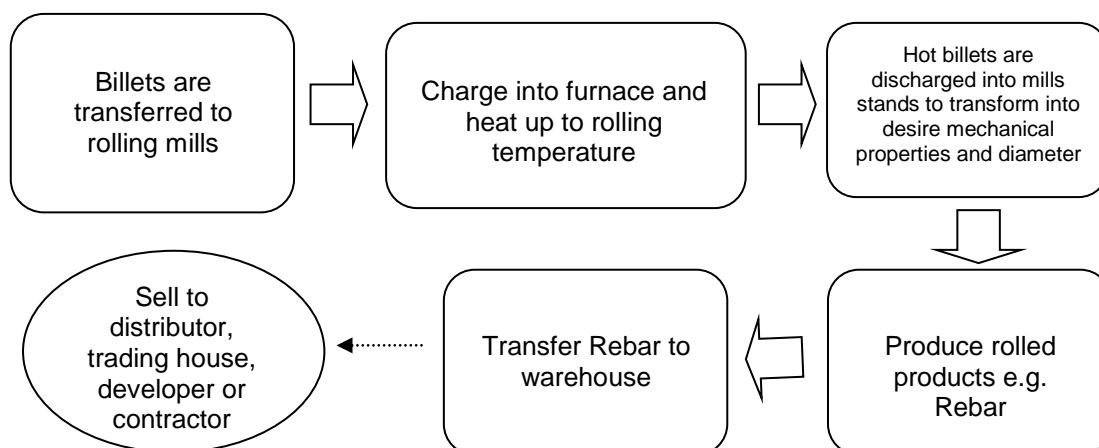 Billets are
transferred to
rolling mills
Charge into furnace and
heat up to rolling
temperature
Hot billets are
discharged into mills
stands to transform into
desire mechanical
properties and diameter
Sell to
distributor,
trading house,
developer or
contractor
Transfer Rebar to
warehouse
Produce rolled
products e.g.
Rebar